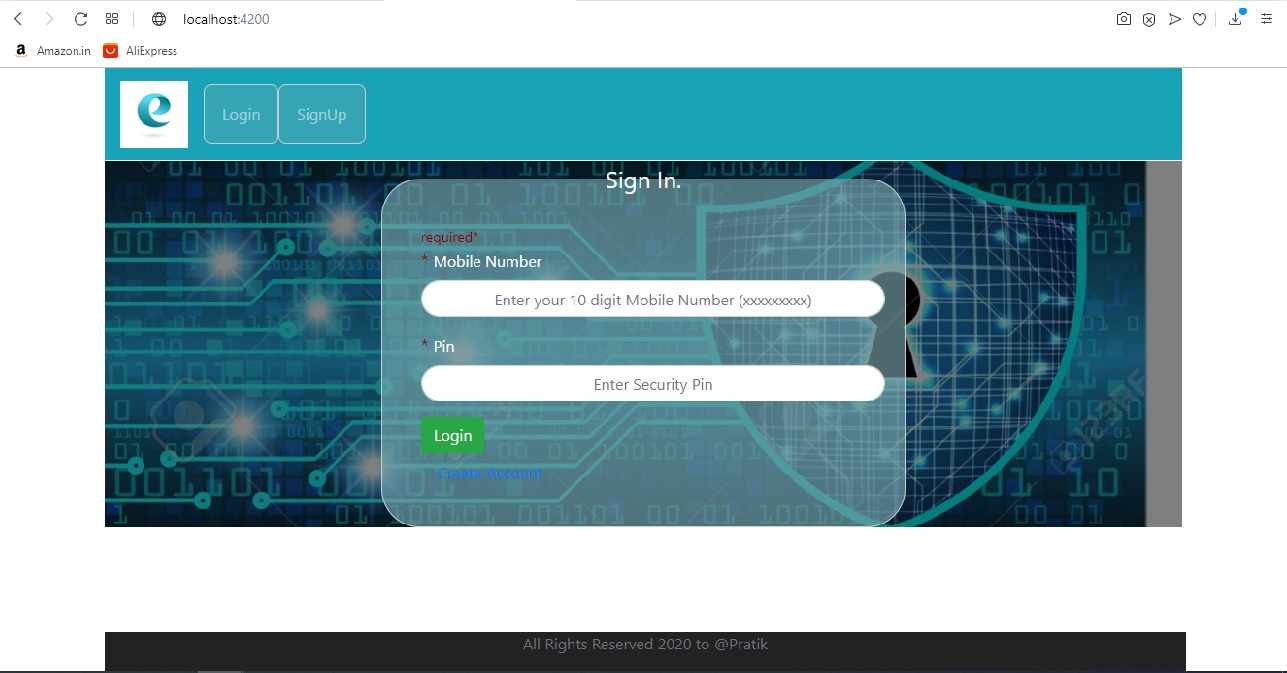 localhost:4200
Amazon.in AliExpress
Login SignUp
Sign In.
required*
* Mobile Number
Enter your 10 digit Mobile Number (xxxxxxxxx)
* Pin
Enter Security Pin
Login
Create Account
All Rights Reserved 2020 to @Pratik